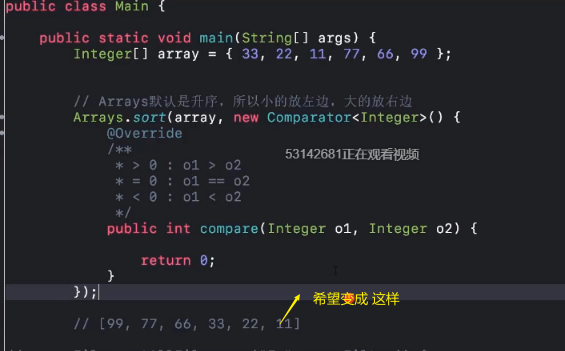 public class Main {
public static void main(String[] args) {
Integer[] array = { 33, 22, 11, 77, 66, 99 };
// Arrays默认是升序，所以小的放左边，大的放右边
Arrays.sort(array, new Comparator<Integer>() {
@Override
/**
53142681正在观看视频
* > 0 : o1 > o2
* = 0 : o1 == o2
* < 0 : o1 < o2
*/
public int compare(Integer o1, Integer o2) {
return 0;
}
});
希望变成 这样
// [99, 77, 66, 33, 22, 11]